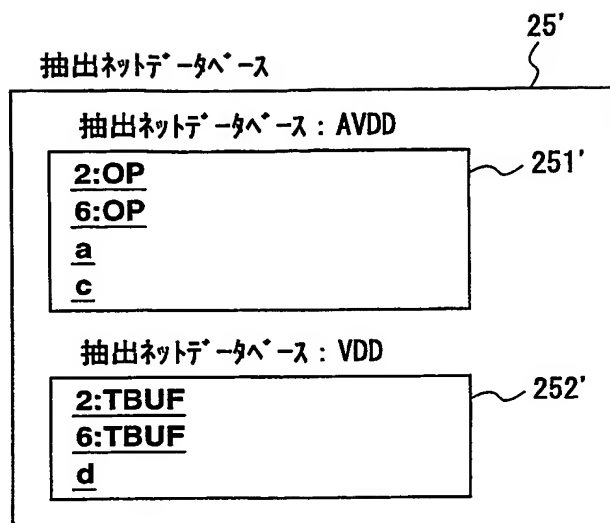 25'
抽出ネットデータベース
抽出ネットデータベース : AVDD
251'
2:OP
6:OP
a
c
抽出ネットデータベース : VDD
252'
2:TBUF
6:TBUF
d